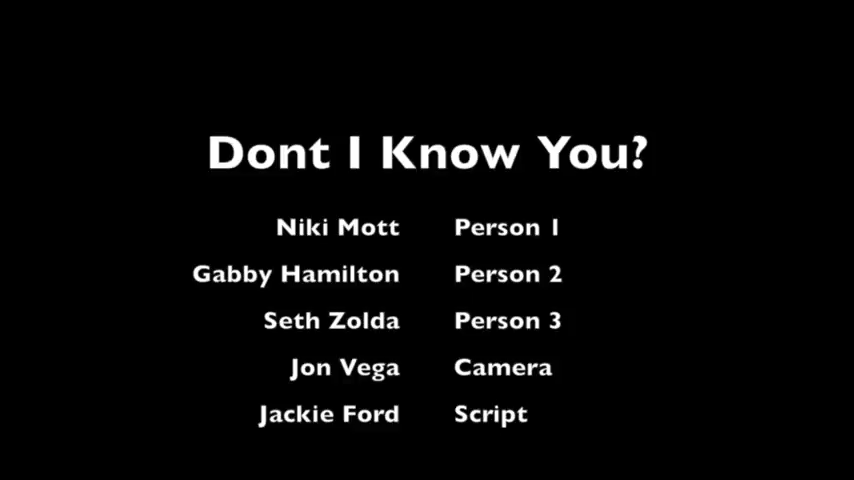 Dont I Know You?
Niki Mott Person 1
Gabby Hamilton Person 2
Seth Zolda Person 3
Jon Vega Camera
Jackie Ford Script